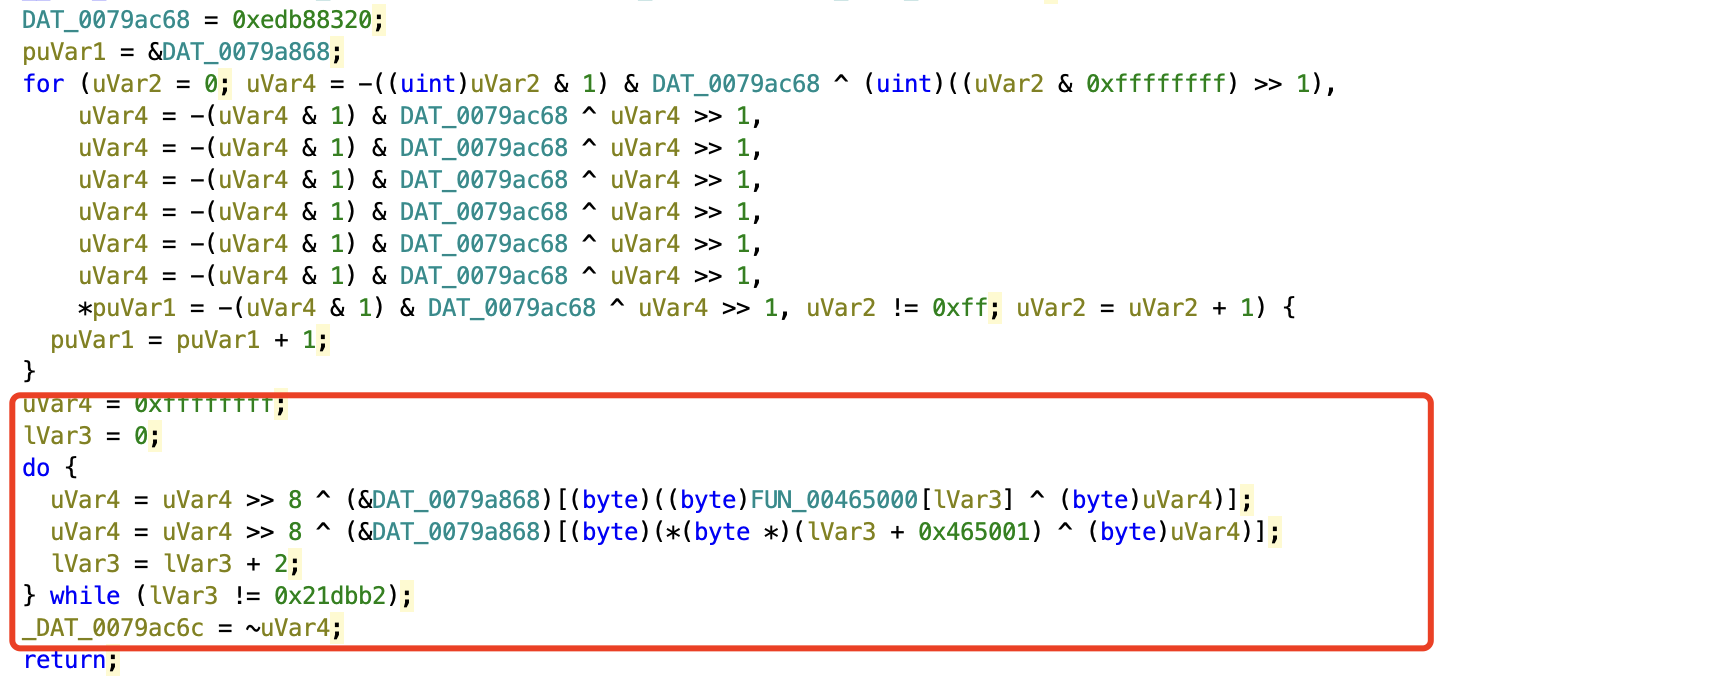 DAT_0079ac68 = 0xedb88320;
puVar1 = &DAT_0079a868;
for (uVar2 = 0; uVar4 = -((uint)uVar2 & 1) & DAT_0079ac68 ^ (uint)((uVar2 & 0xffffffff) >> 1),
    uVar4 = -(uVar4 & 1) & DAT_0079ac68 ^ uVar4 >> 1,
    uVar4 = -(uVar4 & 1) & DAT_0079ac68 ^ uVar4 >> 1,
    uVar4 = -(uVar4 & 1) & DAT_0079ac68 ^ uVar4 >> 1,
    uVar4 = -(uVar4 & 1) & DAT_0079ac68 ^ uVar4 >> 1,
    uVar4 = -(uVar4 & 1) & DAT_0079ac68 ^ uVar4 >> 1,
    uVar4 = -(uVar4 & 1) & DAT_0079ac68 ^ uVar4 >> 1,
    *puVar1 = -(uVar4 & 1) & DAT_0079ac68 ^ uVar4 >> 1, uVar2 != 0xff; uVar2 = uVar2 + 1) {
  puVar1 = puVar1 + 1;
}
uVar4 = 0xffffffff;
lVar3 = 0;
do {
  uVar4 = uVar4 >> 8 ^ (&DAT_0079a868)[(byte)((byte)FUN_00465000[lVar3] ^ (byte)uVar4)];
  uVar4 = uVar4 >> 8 ^ (&DAT_0079a868)[(byte)(*(byte *)(lVar3 + 0x465001) ^ (byte)uVar4)];
  lVar3 = lVar3 + 2;
} while (lVar3 != 0x21dbb2);
_DAT_0079ac6c = ~uVar4;
return;